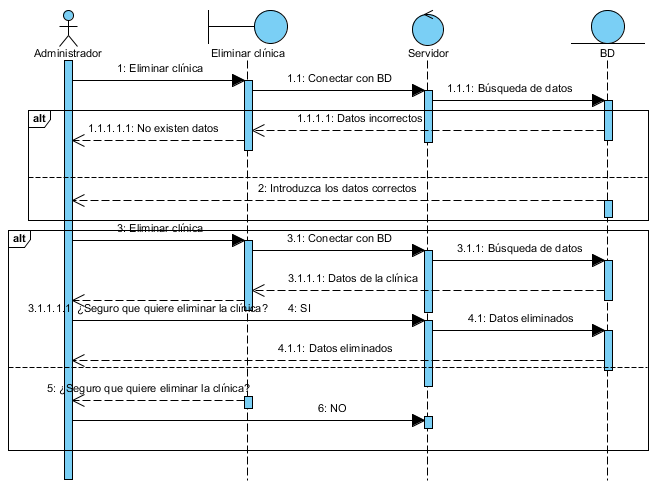 Administrador
Eliminar clínica
Servidor
BD
1: Eliminar clínica
1.1: Conectar con BD
1.1.1: Búsqueda de datos
alt
1.1.1.1: Datos incorrectos
1.1.1.1.1: No existen datos
2: Introduzca los datos correctos
alt
3: Eliminar clínica
3.1: Conectar con BD
3.1.1: Búsqueda de datos
3.1.1.1: Datos de la clínica
3.1.1.1.1 ¿Seguro que quiere eliminar la clínica?
4: SI
4.1: Datos eliminados
4.1.1: Datos eliminados
5: ¿Seguro que quiere eliminar la clínica?
6: NO